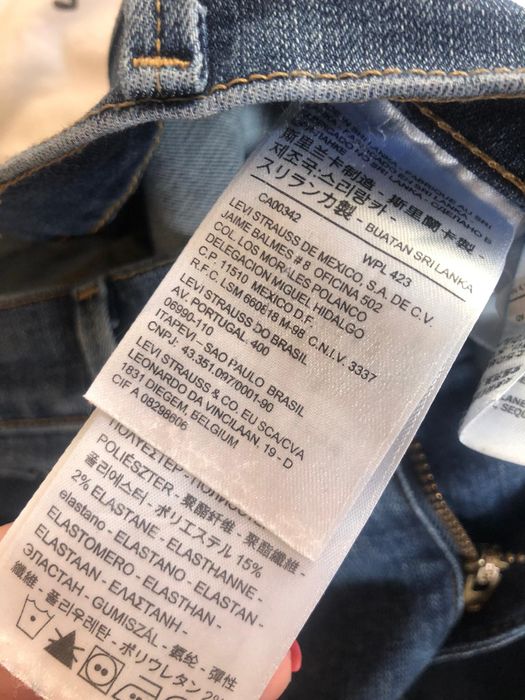 斯里兰卡制造 - 斯里蘭卡製 -
제조국:스리랑카 -
スリランカ製 - BUATAN SRI LANKA
CA00342 WPL 423
LEVI STRAUSS DE MEXICO, S.A. DE C.V.
JAIME BALMES # 8 OFICINA 502
COL. LOS MORALES POLANCO
DELEGACION MIGUEL HIDALGO
C.P. 11510 MEXICO D.F.
R.F.C. LSM 660618 M-98, C.N.I.V. 3337
LEVI STRAUSS DO BRASIL
AV. PORTUGAL 400
06990-110
ITAPEVI - SAO PAULO BRASIL
CNPJ: 43.351.097/0001-90
LEVI STRAUSS & CO. EU SCA/CVA
LEONARDO DA VINCILAAN, 19 - D
1831 DIEGEM, BELGIUM
CIF A 08298606
POLIÉSZTER - 聚酯纤维 - 聚酯纖維 -
폴리에스터 - ポリエステル 15%
2% ELASTANE - ELASTHANNE -
elastano - ELASTANO - ELASTAN -
ELASTAN - ELASTHAN -
ELASTOMERO - ELASTANO -
ELASTAAN - ΕΛΑΣΤΑΝΗ -
ЭЛАСТАН - GUMISZÁL - 氨纶 - 彈性
纖維 - 폴리우레탄 - ポリウレタン 2%